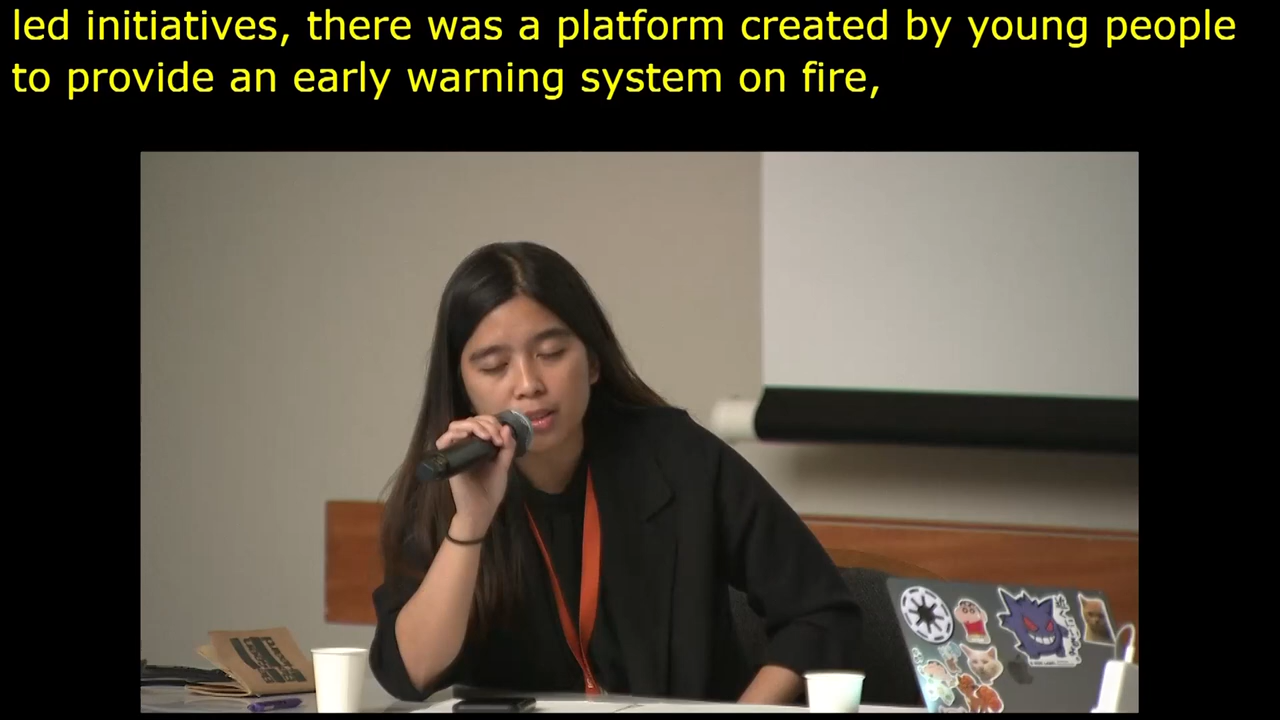 led initiatives, there was a platform created by young people
to provide an early warning system on fire,